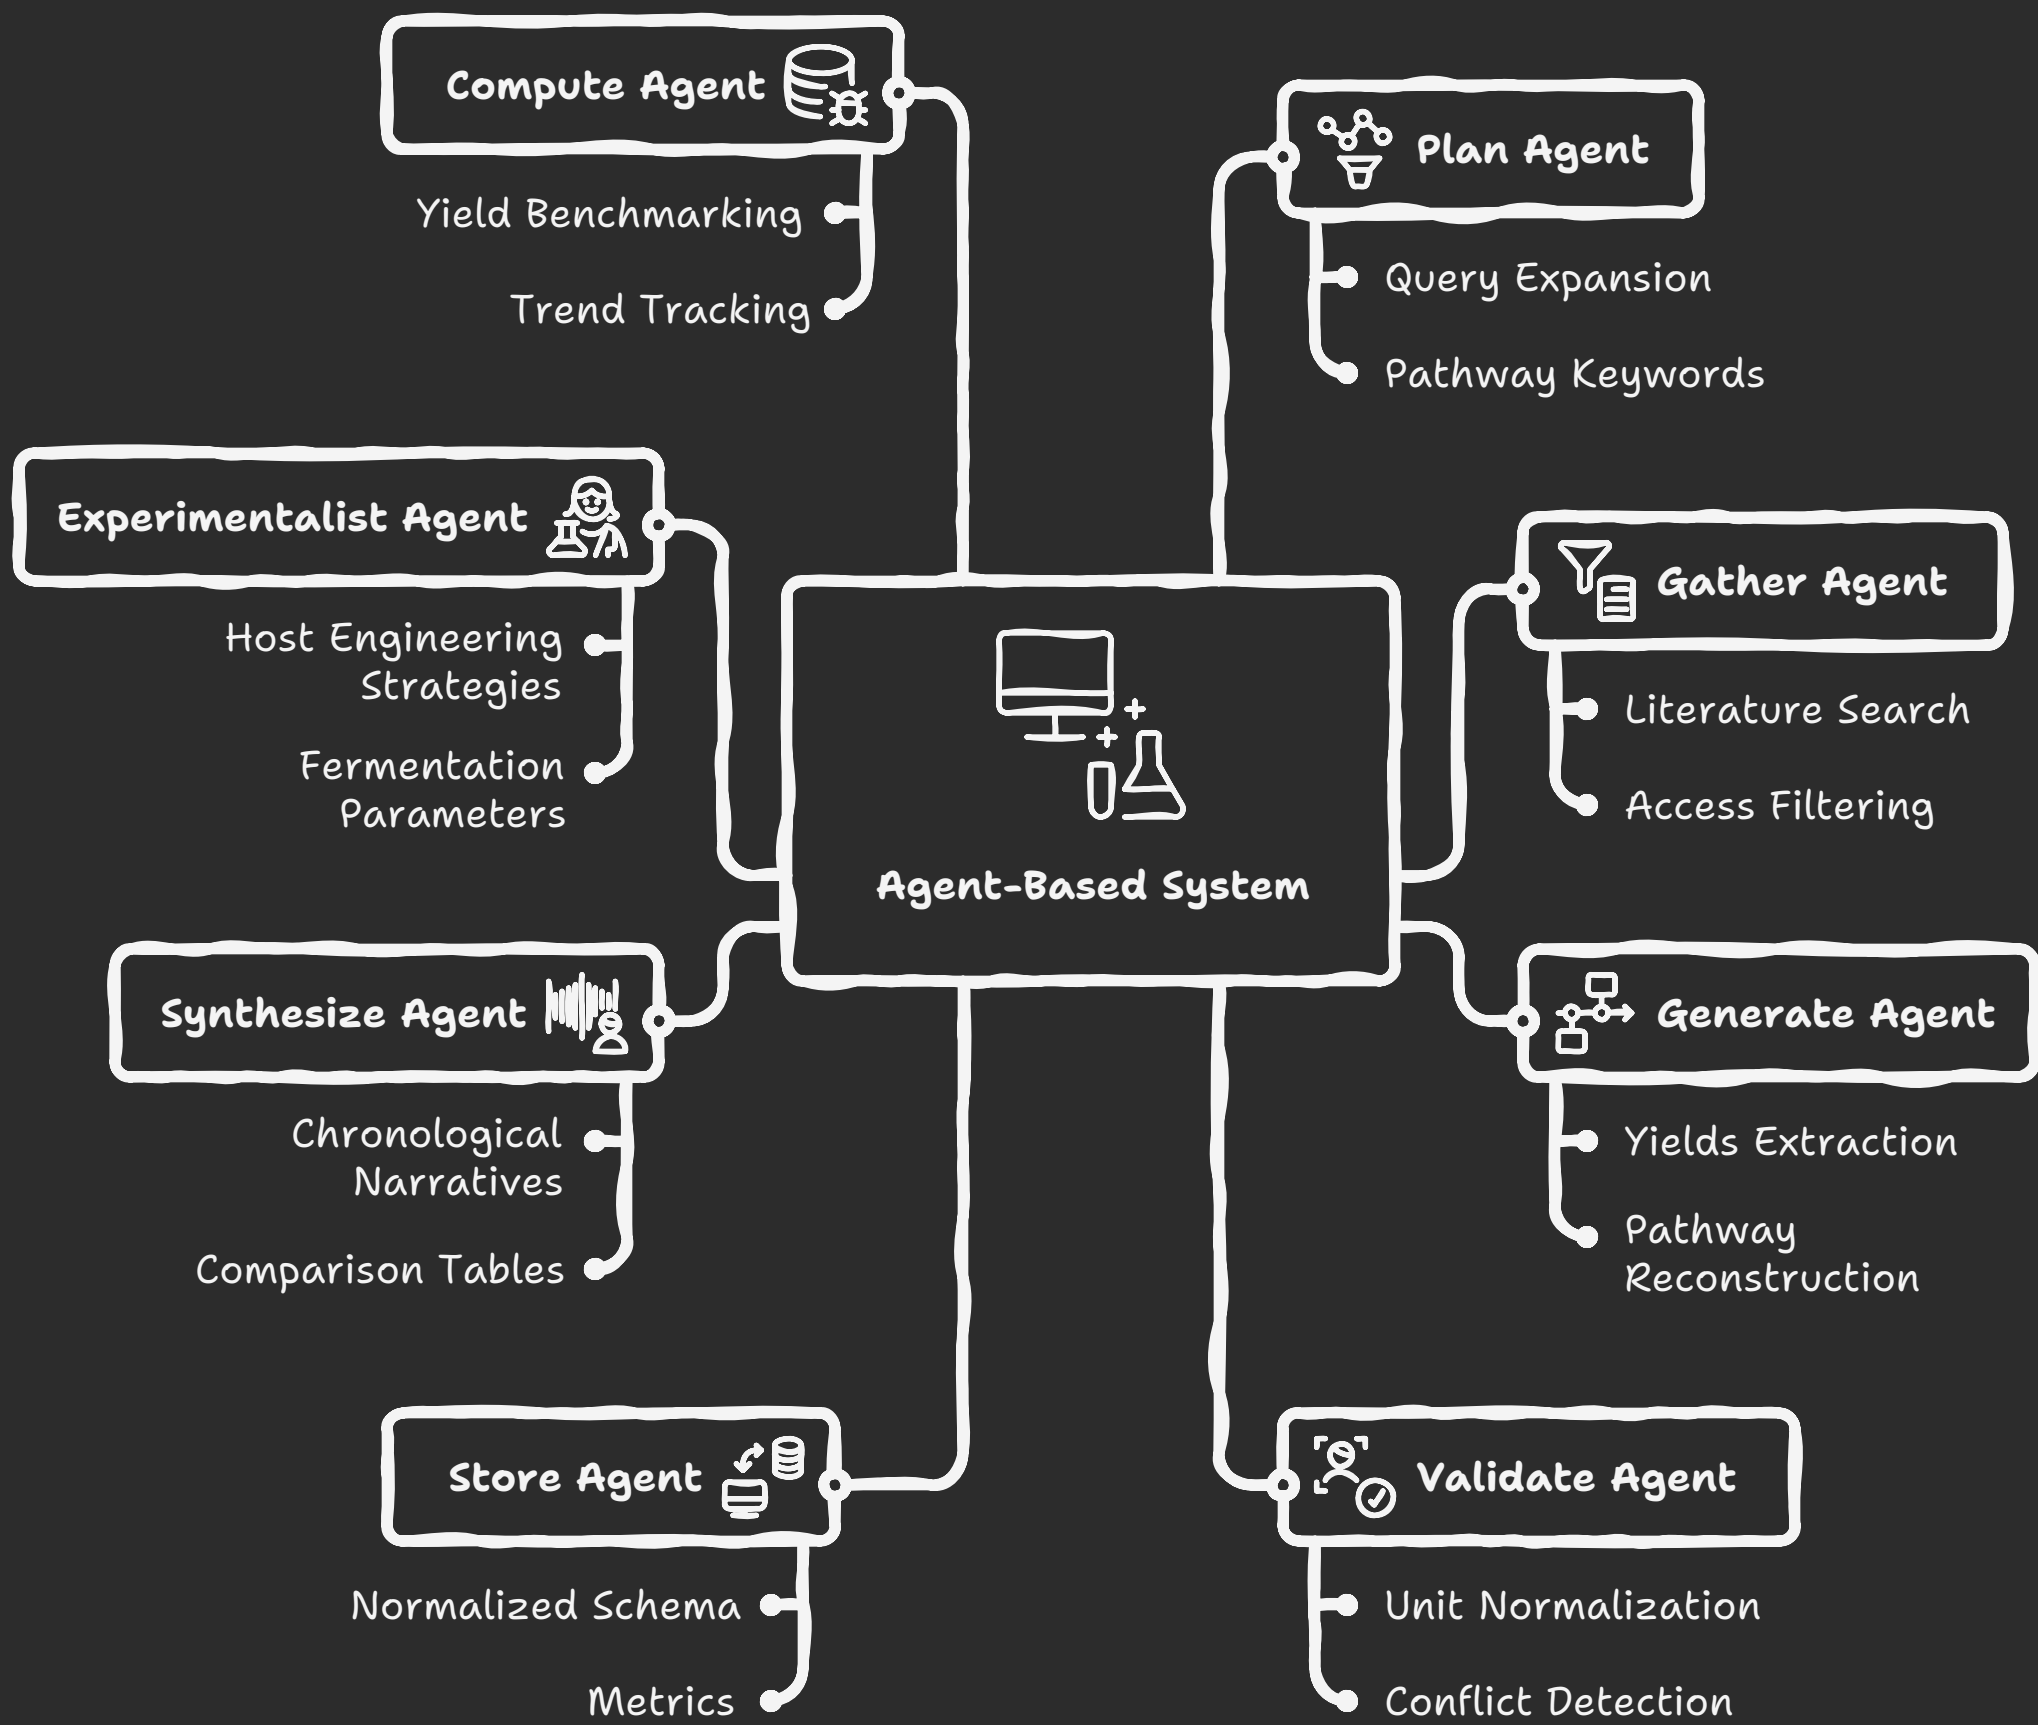 Compute Agent
Yield Benchmarking
Trend Tracking
Plan Agent
Query Expansion
Pathway Keywords
Experimentalist Agent
Host Engineering
Strategies
Fermentation
Parameters
Gather Agent
Literature Search
Access Filtering
Agent-Based System
Synthesize Agent
Chronological
Narratives
Comparison Tables
Generate Agent
Yields Extraction
Pathway
Reconstruction
Store Agent
Normalized Schema
Metrics
Validate Agent
Unit Normalization
Conflict Detection